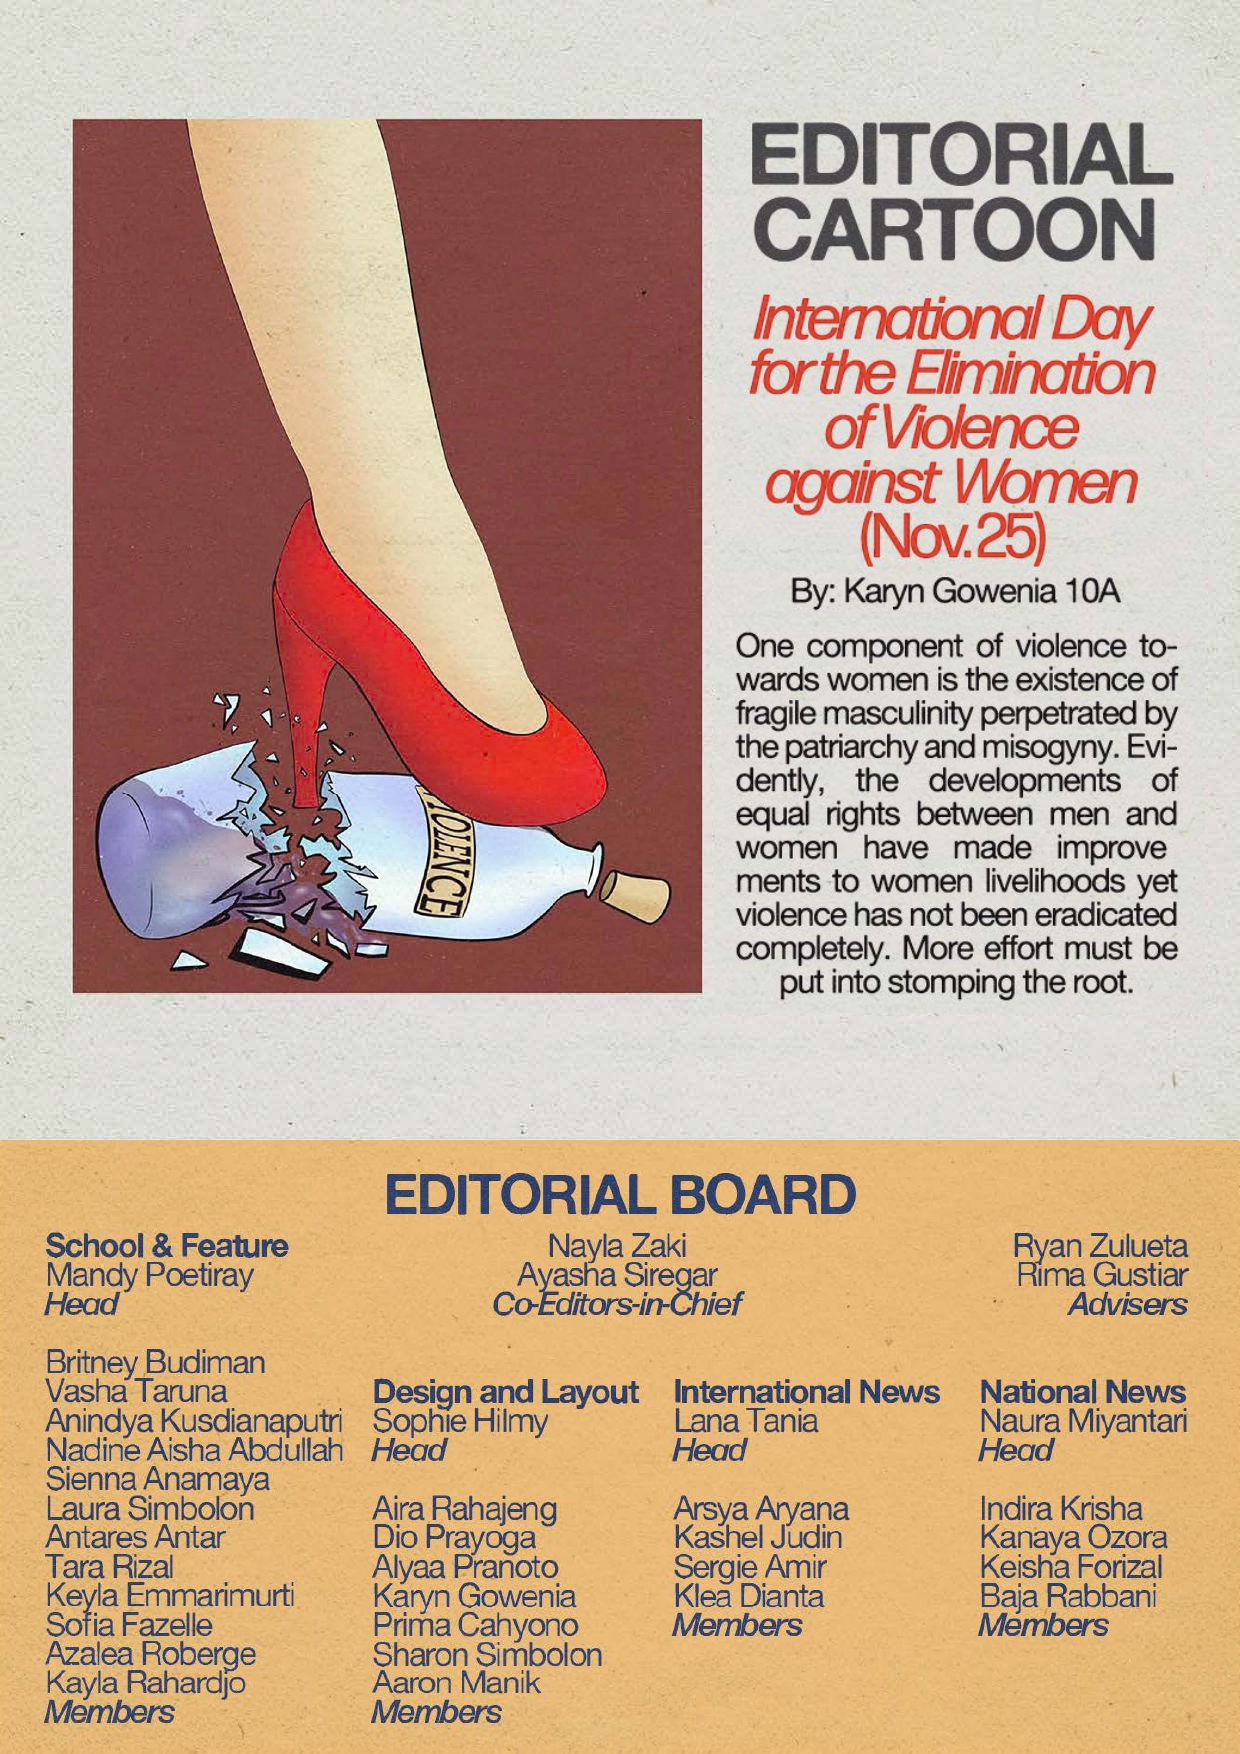 EDITORIAL
CARTOON
International Day
for the Elimination
of Violence
against Women
(Nov. 25)
By: Karyn Gowenia 10A
One component of violence to-
wards women is the existence of
fragile masculinity perpetrated by
the patriarchy and misogyny. Evi-
dently, the developments of
equal rights between men and
women have made improve
ments to women livelihoods yet
violence has not been eradicated
completely. More effort must be
put into stomping the root.
VIOLENCE
EDITORIAL BOARD
School & Feature
Mandy Poetiray
Head
Britney Budiman
Vasha Taruna
Anindya Kusdianaputri
Nadine Aisha Abdullah
Sienna Anamaya
Laura Simbolon
Antares Antar
Tara Rizal
Keyla Emmarimurti
Sofia Fazelle
Azalea Roberge
Kayla Rahardjo
Members
Nayla Zaki
Ayasha Siregar
Co-Editors-in-Chief
Ryan Zulueta
Rima Gustiar
Advisers
Design and Layout
Sophie Hilmy
Head
Aira Rahajeng
Dio Prayoga
Alyaa Pranoto
Karyn Gowenia
Prima Cahyono
Sharon Simbolon
Aaron Manik
Members
International News
Lana Tania
Head
Arsya Aryana
Kashel Judin
Sergie Amir
Klea Dianta
Members
National News
Naura Miyantari
Head
Indira Krisha
Kanaya Ozora
Keisha Forizal
Baja Rabbani
Members